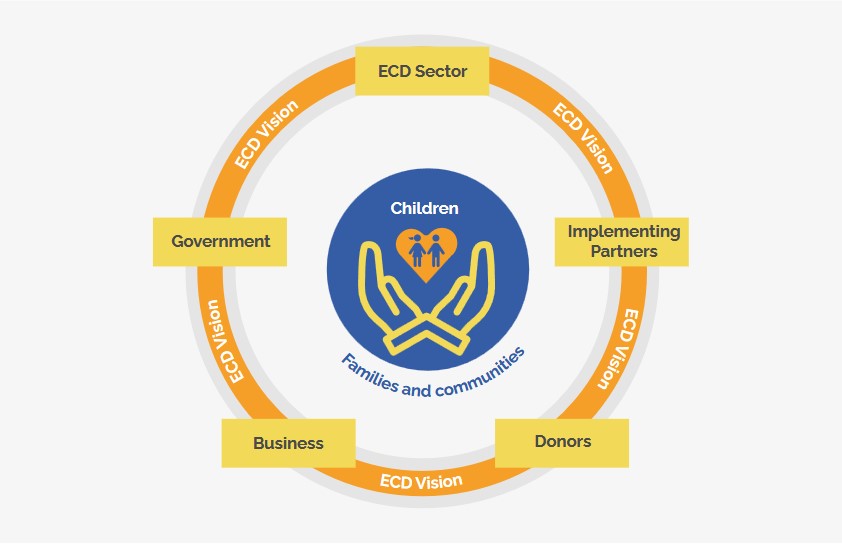 ECD Sector
ECD Vision
ECD Vision
Children
Government
Implementing
Partners
ECD Vision
ECD Vision
Families and communities
Business
Donors
ECD Vision